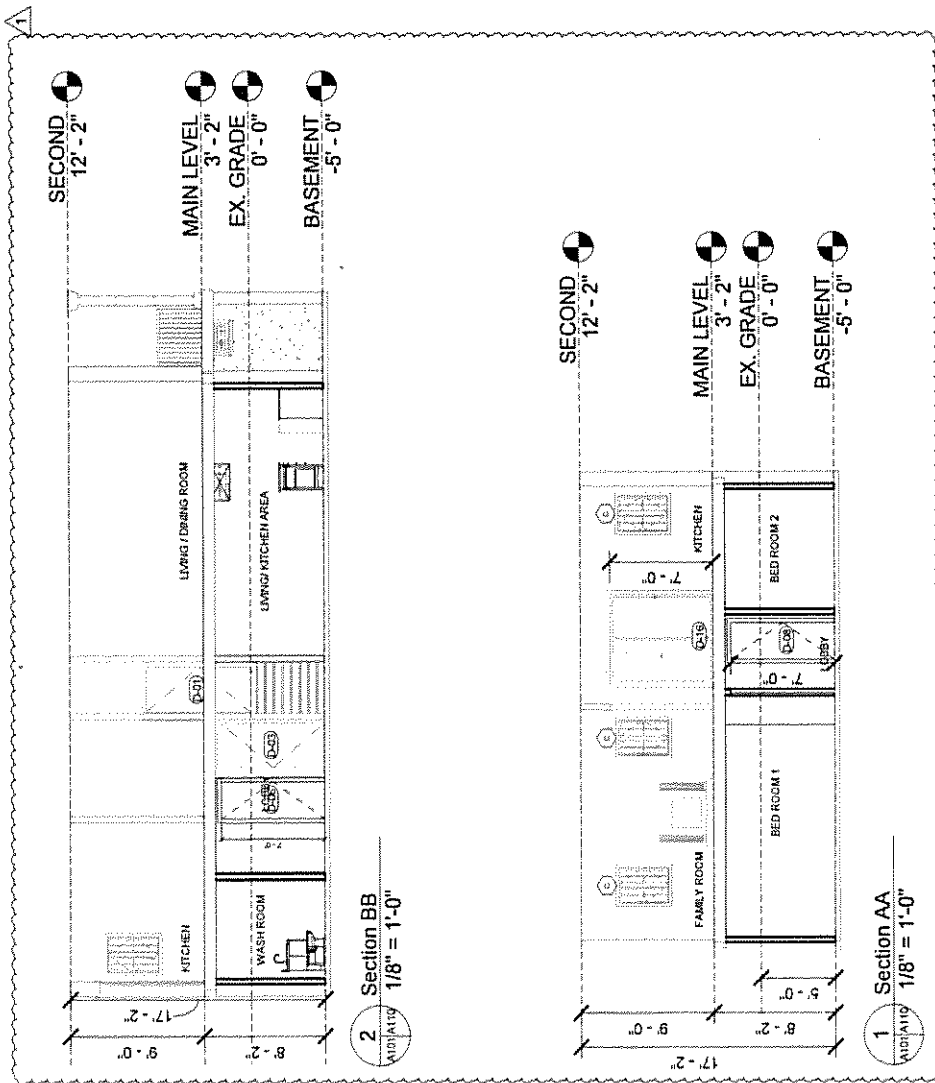 1
SECOND
12' - 2"
MAIN LEVEL
3' - 2"
EX. GRADE
0' - 0"
BASEMENT
-5' - 0"
LIVING / DINING ROOM
LIVING/ KITCHEN AREA
D-01
D-03
7'-0"
KITCHEN
WASH ROOM
17' - 2"
9' - 0"
8' - 2"
2
A101 A110
Section BB
1/8" = 1'-0"
SECOND
12' - 2"
MAIN LEVEL
3' - 2"
EX. GRADE
0' - 0"
BASEMENT
-5' - 0"
C
KITCHEN
7' - 0"
D-16
BED ROOM 2
D-08
LOBBY
7' - 0"
C
C
FAMILY ROOM
BED ROOM 1
5' - 0"
9' - 0"
8' - 2"
17' - 2"
1
A101 A110
Section AA
1/8" = 1'-0"